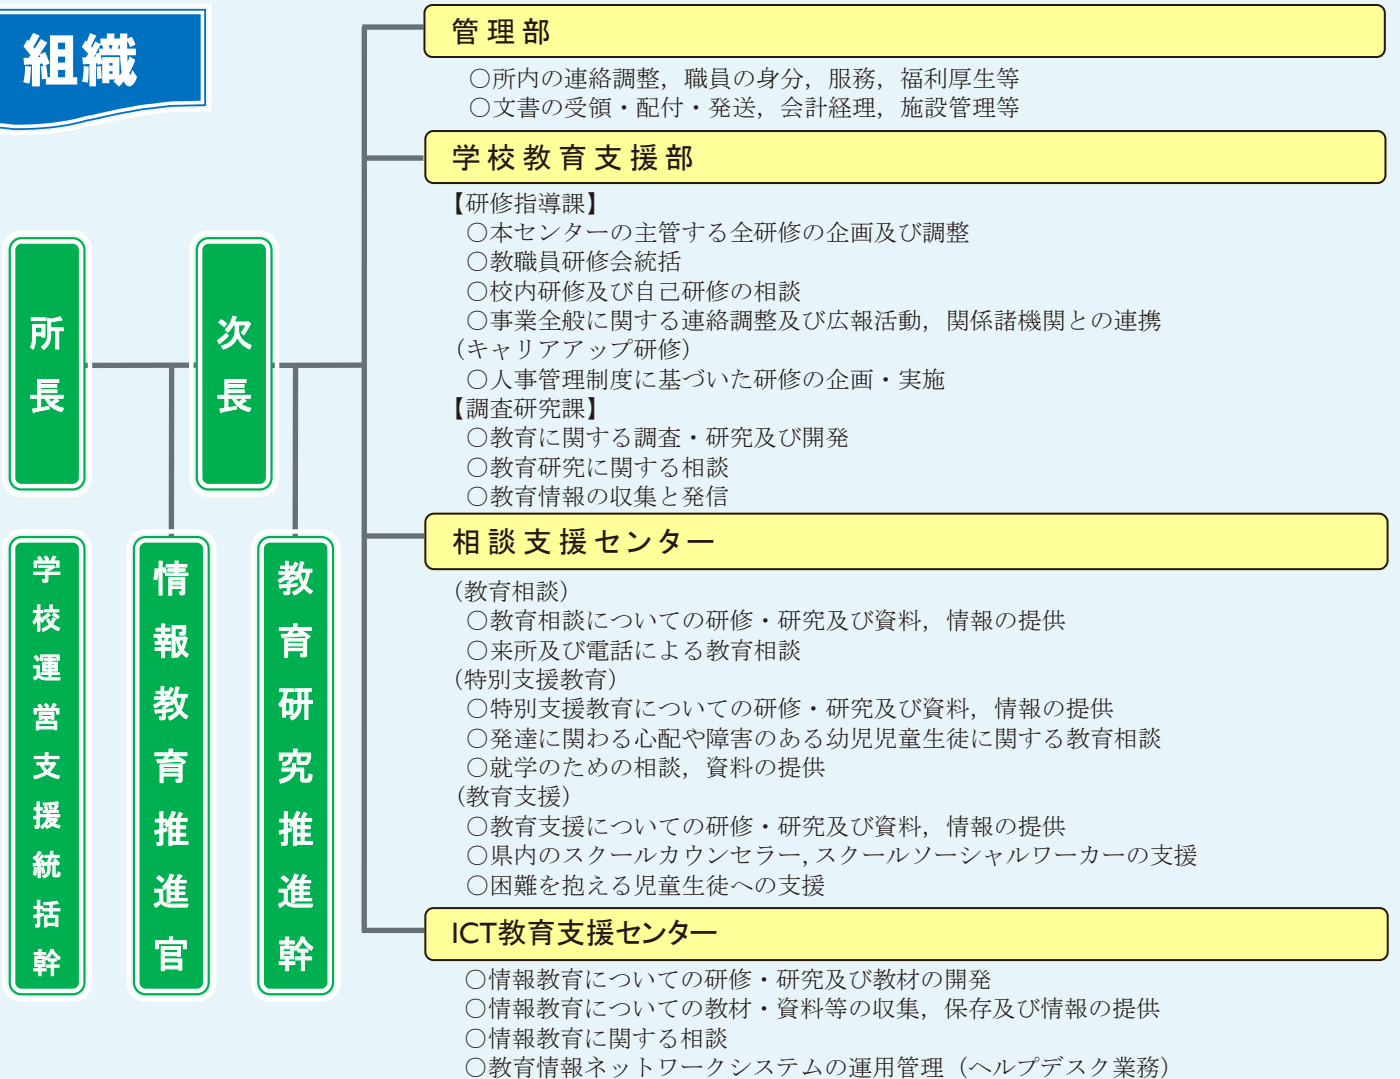 組織
所長
次長
学校運営支援統括幹
情報教育推進官
教育研究推進幹
管理部
○所内の連絡調整，職員の身分，服務，福利厚生等
○文書の受領・配付・発送，会計経理，施設管理等
学校教育支援部
【研修指導課】
○本センターの主管する全研修の企画及び調整
○教職員研修会統括
○校内研修及び自己研修の相談
○事業全般に関する連絡調整及び広報活動，関係諸機関との連携
（キャリアアップ研修）
○人事管理制度に基づいた研修の企画・実施
【調査研究課】
○教育に関する調査・研究及び開発
○教育研究に関する相談
○教育情報の収集と発信
相談支援センター
（教育相談）
○教育相談についての研修・研究及び資料，情報の提供
○来所及び電話による教育相談
（特別支援教育）
○特別支援教育についての研修・研究及び資料，情報の提供
○発達に関わる心配や障害のある幼児児童生徒に関する教育相談
○就学のための相談，資料の提供
（教育支援）
○教育支援についての研修・研究及び資料，情報の提供
○県内のスクールカウンセラー，スクールソーシャルワーカーの支援
○困難を抱える児童生徒への支援
ICT教育支援センター
○情報教育についての研修・研究及び教材の開発
○情報教育についての教材・資料等の収集，保存及び情報の提供
○情報教育に関する相談
○教育情報ネットワークシステムの運用管理（ヘルプデスク業務）